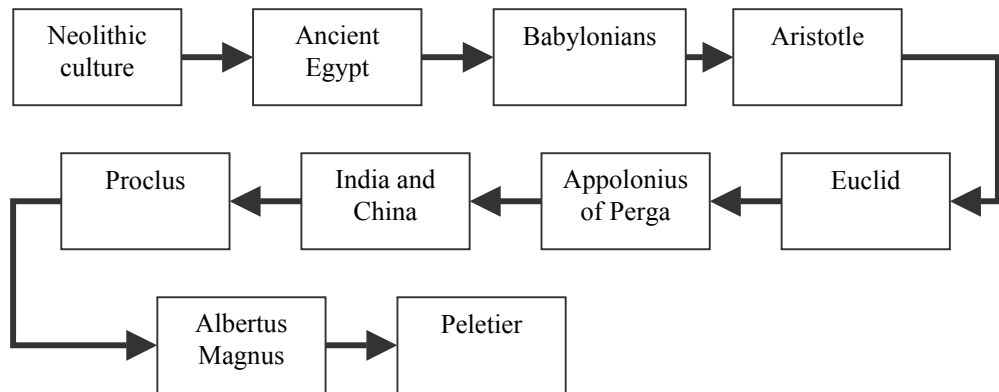 Neolithic
culture
Ancient
Egypt
Babylonians
Aristotle
Euclid
Appolonius
of Perga
India and
China
Proclus
Albertus
Magnus
Peletier